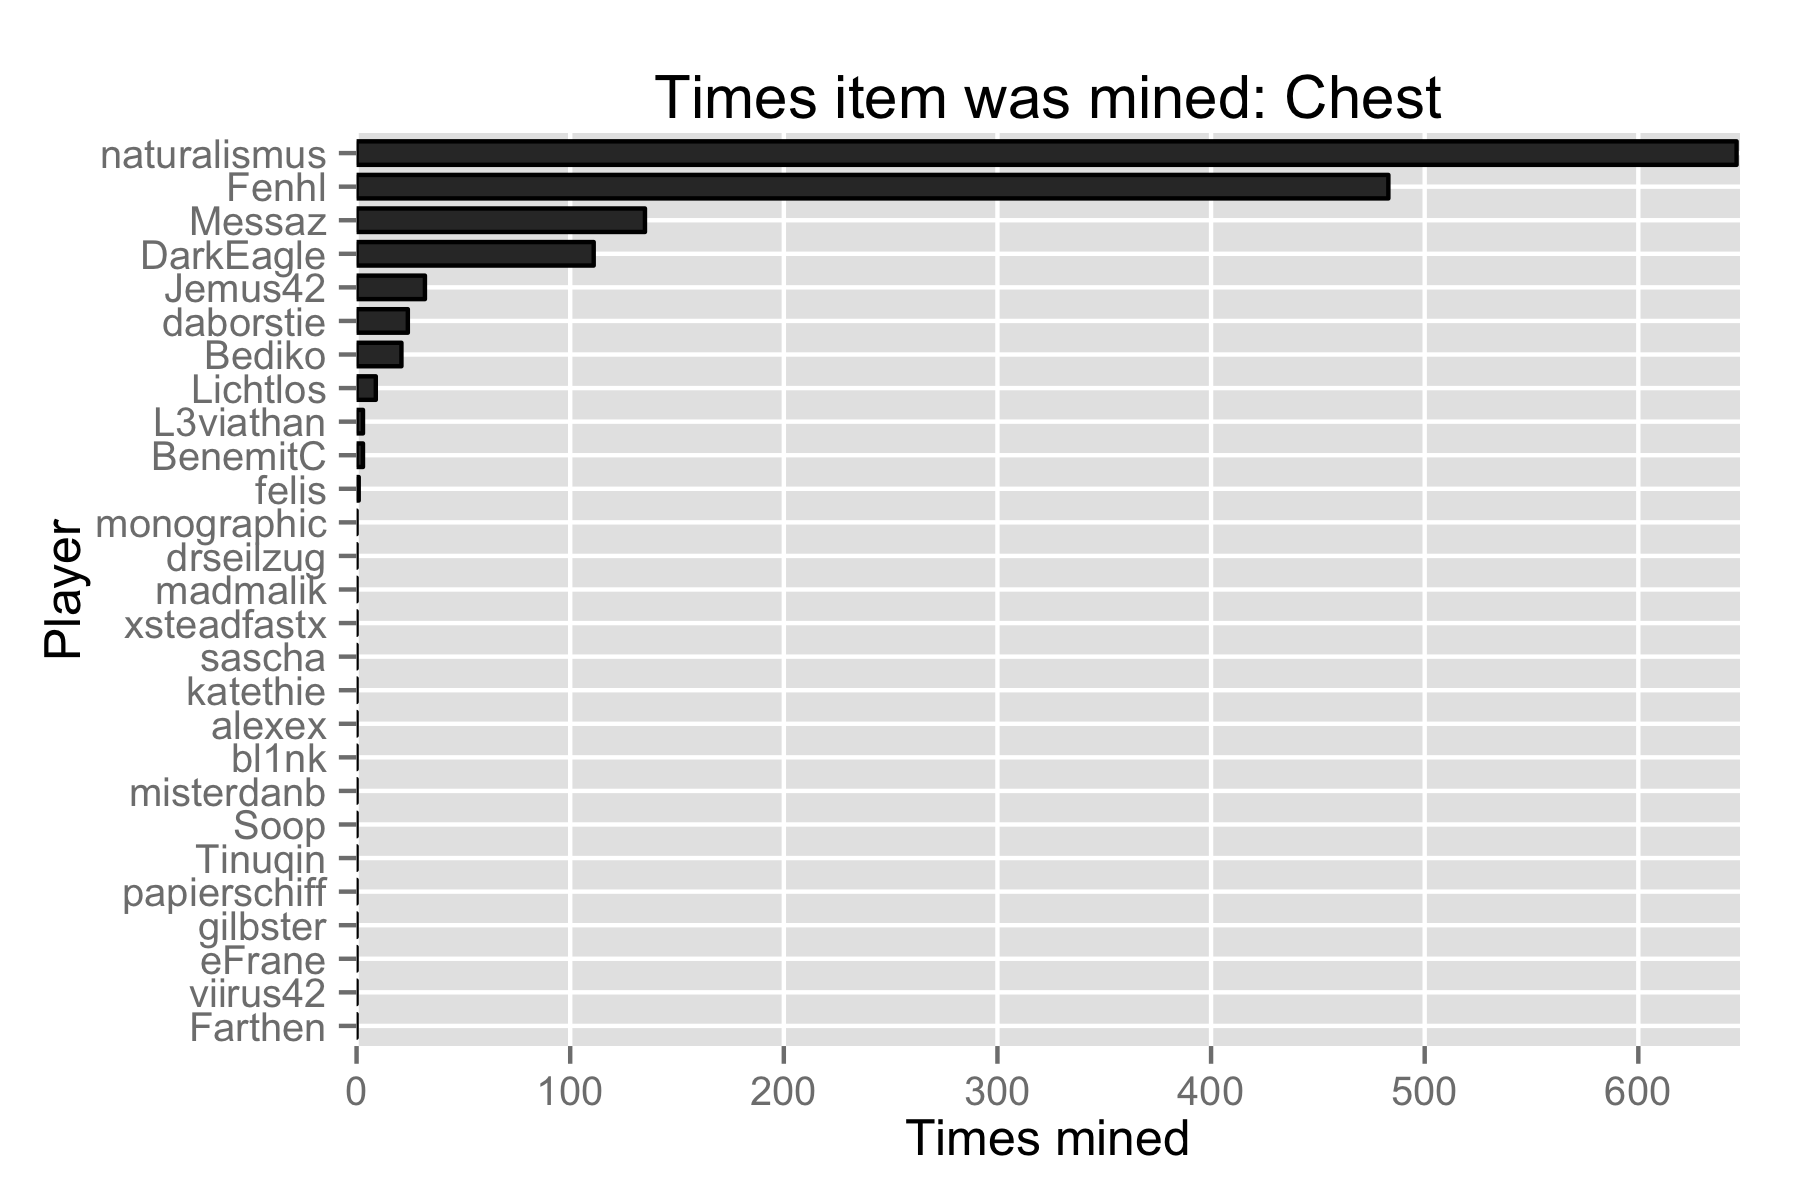 Times item was mined: Chest
naturalismus
Fenhl
Messaz
DarkEagle
Jemus42
daborstie
Bediko
Lichtlos
L3viathan
BenemitC
felis
monographic
drseilzug
madmalik
xsteadfastx
sascha
katethie
alexex
bl1nk
misterdanb
Soop
Tinuqin
papierschiff
gilbster
eFrane
viirus42
Farthen
Player
0 100 200 300 400 500 600
Times mined